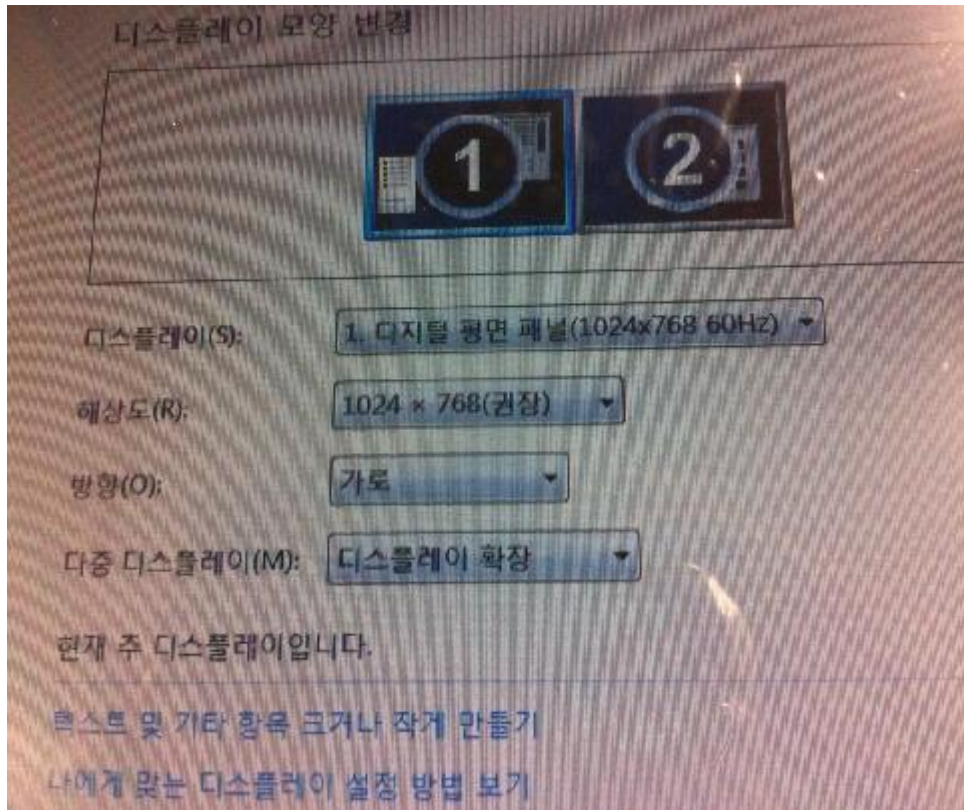 디스플레이 모양 변경
1 2
디스플레이(S): 1. 디지털 평면 패널(1024x768 60Hz)
해상도(R): 1024 × 768(권장)
방향(O): 가로
다중 디스플레이(M): 디스플레이 확장
현재 주 디스플레이입니다.
텍스트 및 기타 항목 크거나 작게 만들기
나에게 맞는 디스플레이 설정 방법 보기